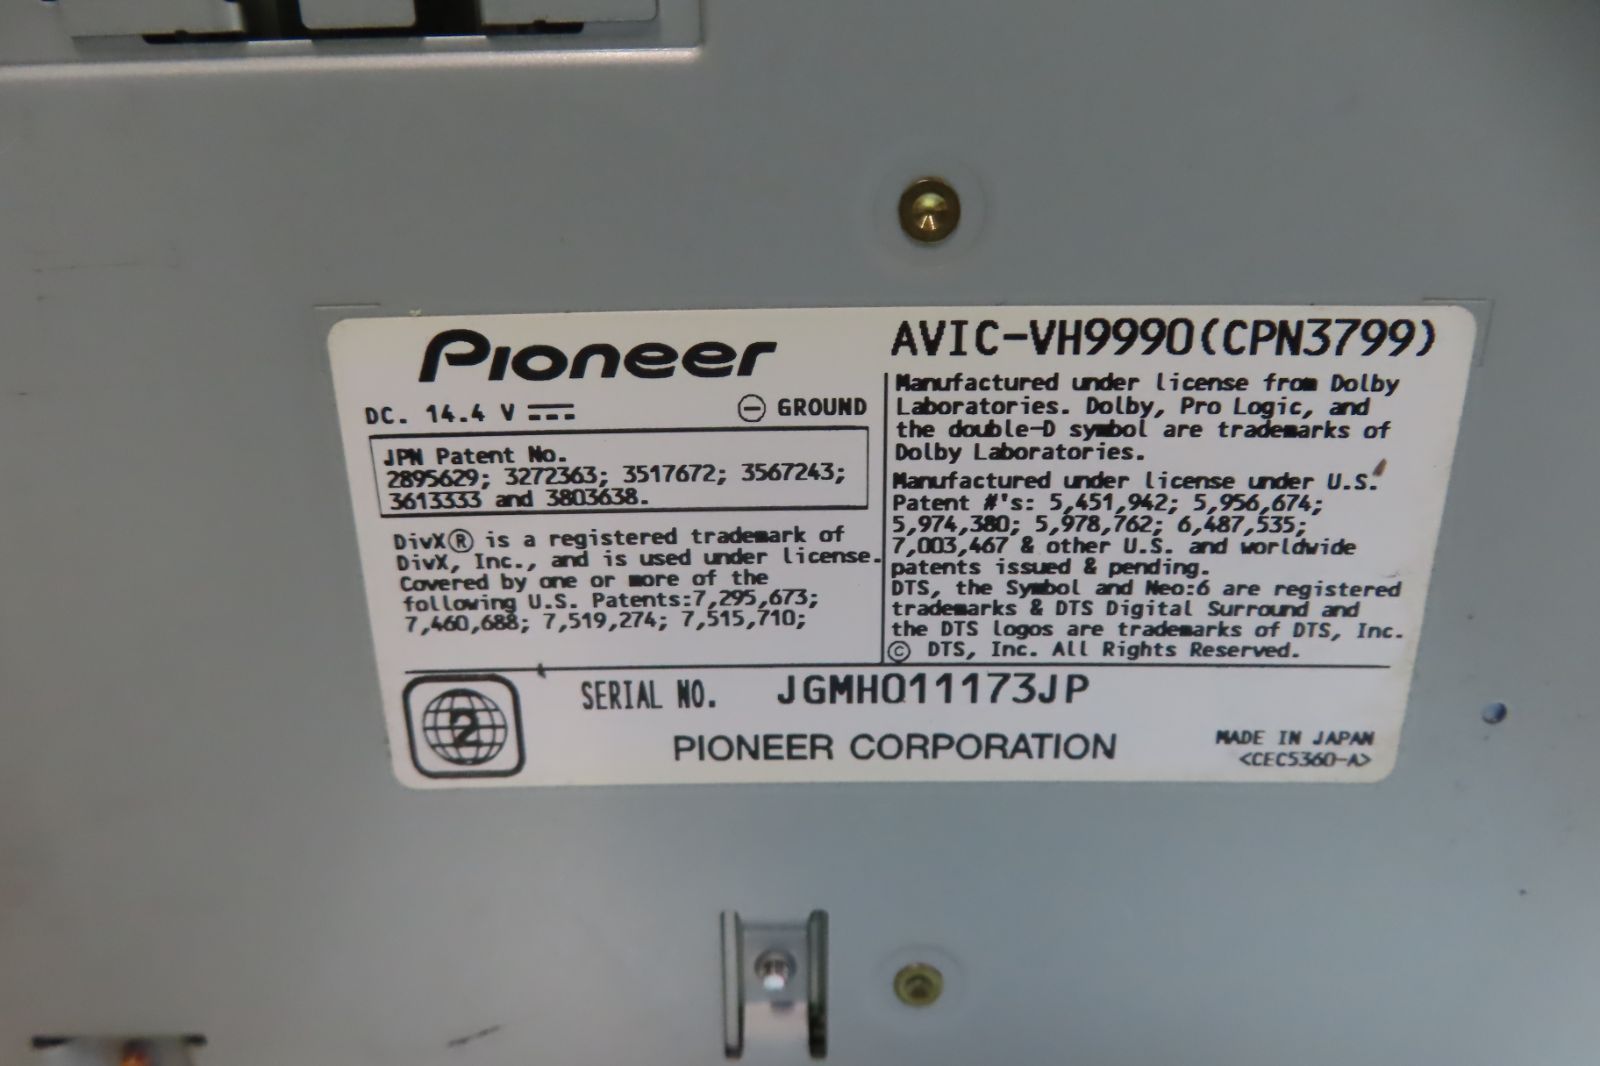 Pioneer
DC. 14.4 V ⎓
⊖ GROUND
JPN Patent No.
2895629; 3272363; 3517672; 3567243;
3613333 and 3803638.
DivX® is a registered trademark of
DivX, Inc., and is used under license.
Covered by one or more of the
following U.S. Patents:7,295,673;
7,460,688; 7,519,274; 7,515,710;
AVIC-VH9990(CPN3799)
Manufactured under license from Dolby
Laboratories. Dolby, Pro Logic, and
the double-D symbol are trademarks of
Dolby Laboratories.
Manufactured under license under U.S.
Patent #'s: 5,451,942; 5,956,674;
5,974,380; 5,978,762; 6,487,535;
7,003,467 & other U.S. and worldwide
patents issued & pending.
DTS, the Symbol and Neo:6 are registered
trademarks & DTS Digital Surround and
the DTS logos are trademarks of DTS, Inc.
© DTS, Inc. All Rights Reserved.
2
SERIAL NO. JGMH011173JP
PIONEER CORPORATION
MADE IN JAPAN
<CEC5360-A>